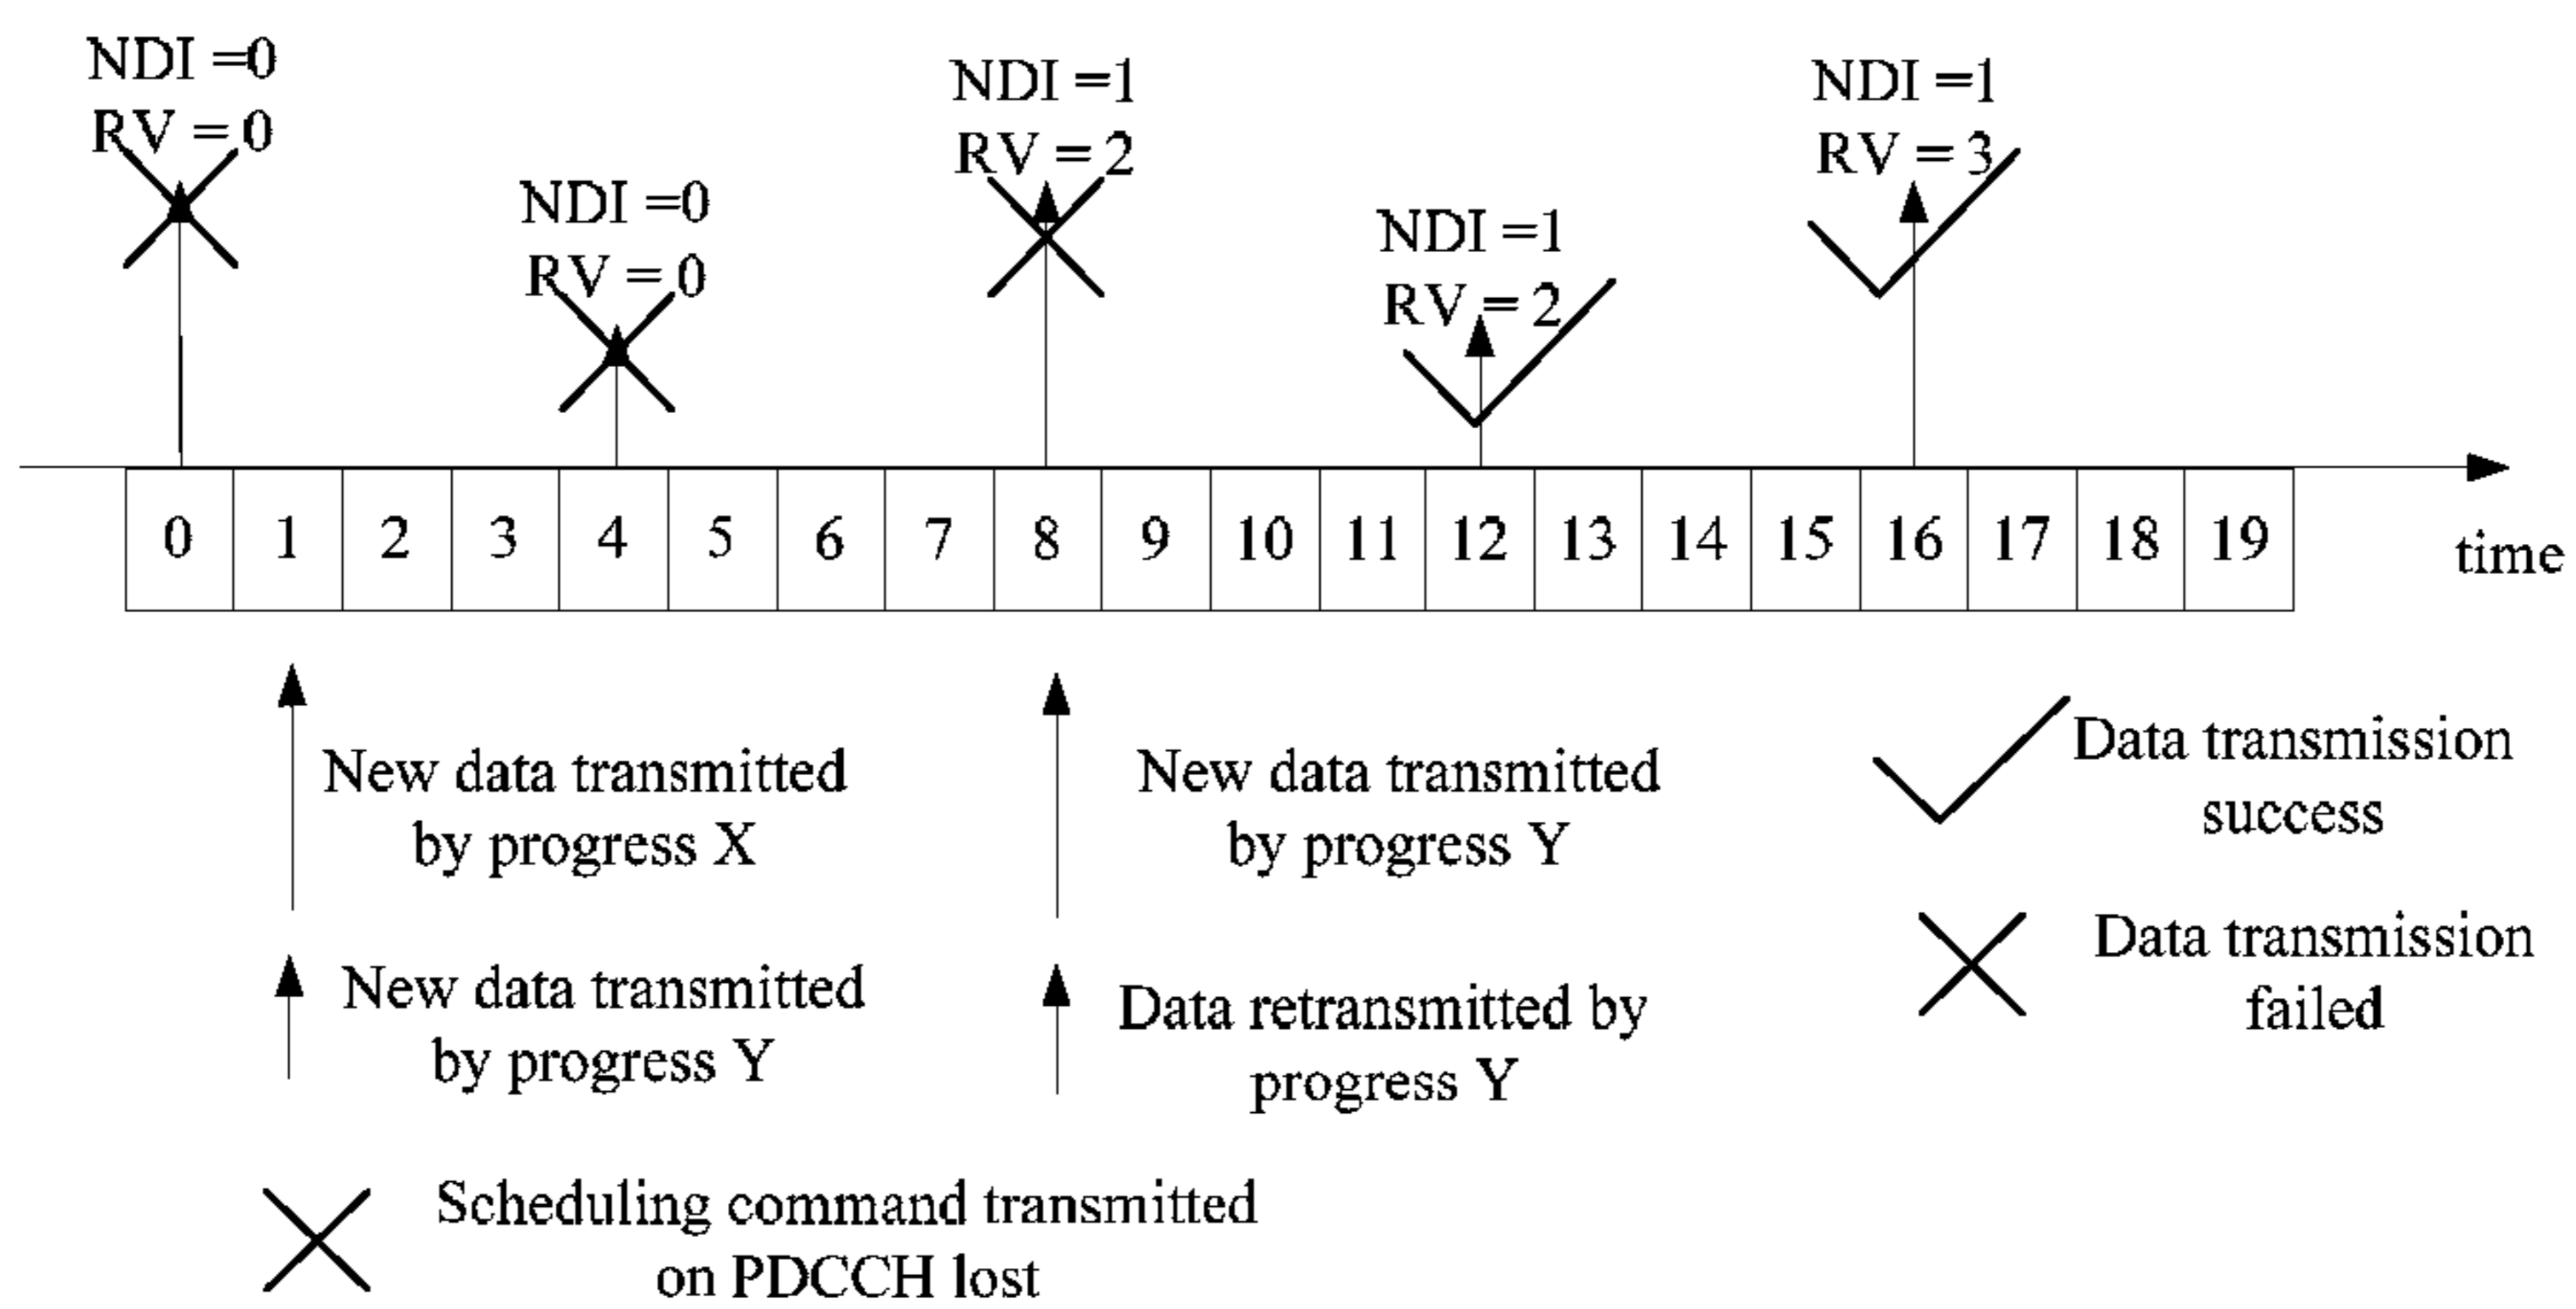 NDI =0
RV = 0
NDI =0
RV = 0
NDI =1
RV = 2
NDI =1
RV = 2
NDI =1
RV = 3
0 1 2 3 4 5 6 7 8 9 10 11 12 13 14 15 16 17 18 19
time
New data transmitted
by progress X
New data transmitted
by progress Y
Scheduling command transmitted
on PDCCH lost
New data transmitted
by progress Y
Data retransmitted by
progress Y
Data transmission
success
Data transmission
failed